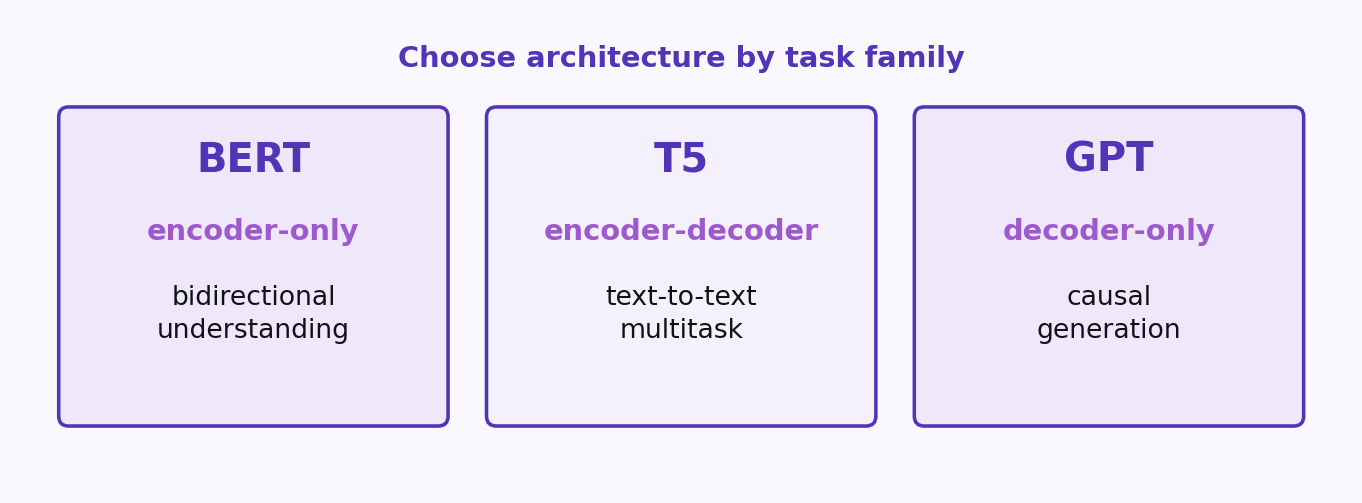 Choose architecture by task family
BERT
encoder-only
bidirectional
understanding
T5
encoder-decoder
text-to-text
multitask
GPT
decoder-only
causal
generation